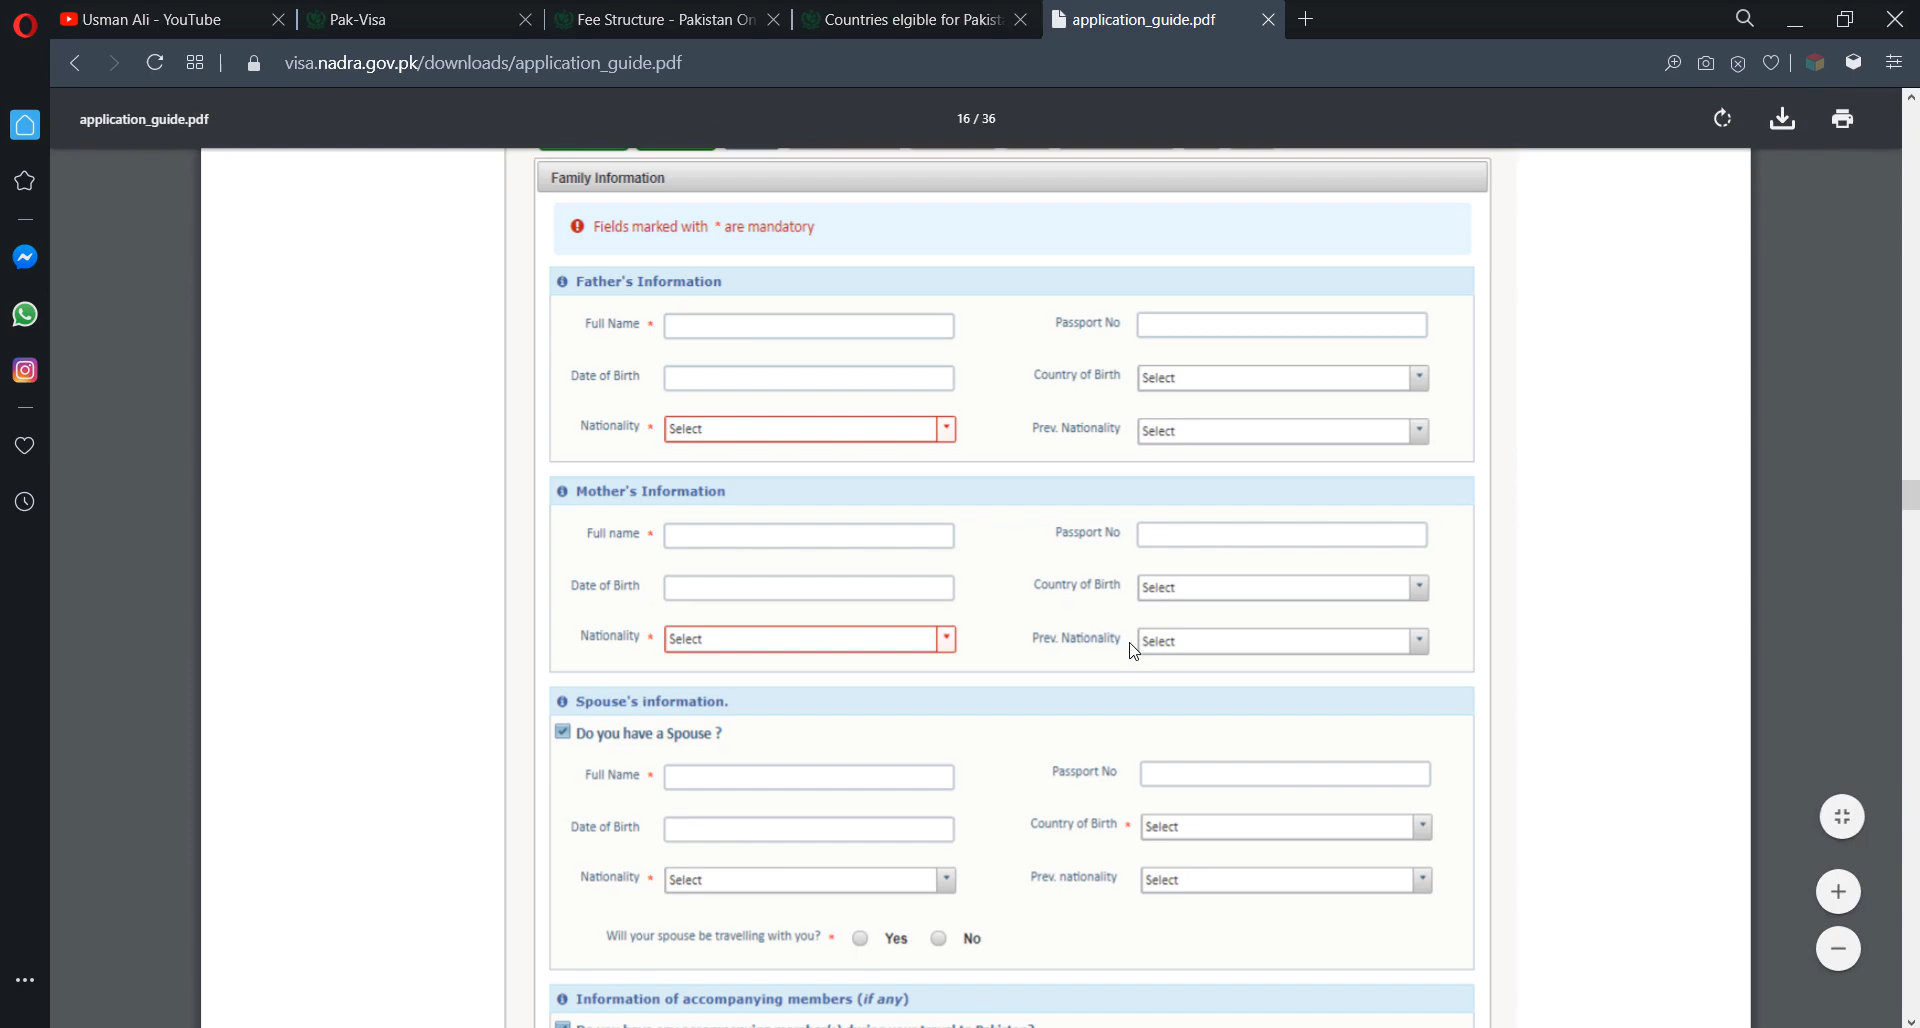 Usman Ali - YouTube
Pak-Visa
Fee Structure - Pakistan On
Countries elgible for Pakist
application_guide.pdf
visa.nadra.gov.pk/downloads/application_guide.pdf
application_guide.pdf
16 / 36
Family Information
Fields marked with * are mandatory
Father's Information
Full Name *
Passport No
Date of Birth
Country of Birth Select
Nationality * Select
Prev. Nationality Select
Mother's Information
Full name *
Passport No
Date of Birth
Country of Birth Select
Nationality * Select
Prev. Nationality Select
Spouse's information.
Do you have a Spouse ?
Full Name *
Passport No
Date of Birth
Country of Birth * Select
Nationality * Select
Prev. nationality Select
Will your spouse be travelling with you? * Yes No
Information of accompanying members (if any)